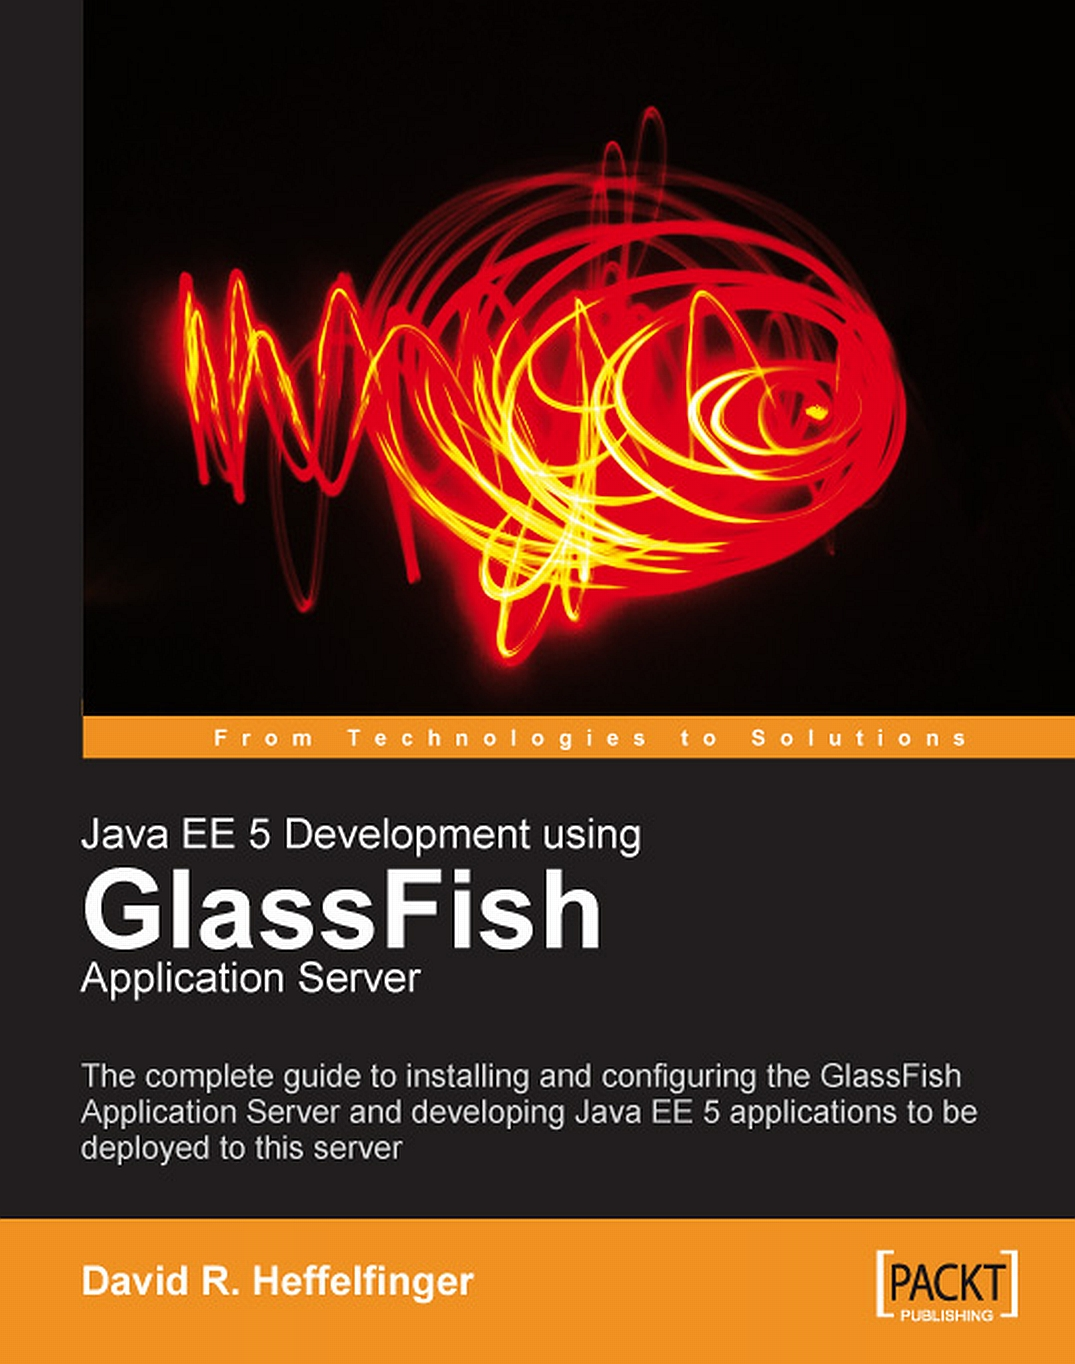 From Technologies to Solutions
Java EE 5 Development using
GlassFish
Application Server
The complete guide to installing and configuring the GlassFish
Application Server and developing Java EE 5 applications to be
deployed to this server
David R. Heffelfinger
[PACKT]
PUBLISHING